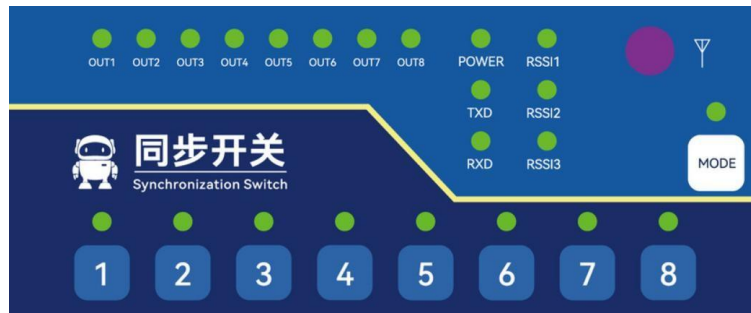 OUT1 OUT2 OUT3 OUT4 OUT5 OUT6 OUT7 OUT8 POWER RSSI1
TXD RSSI2
RXD RSSI3
MODE
同步开关
Synchronization Switch
1 2 3 4 5 6 7 8